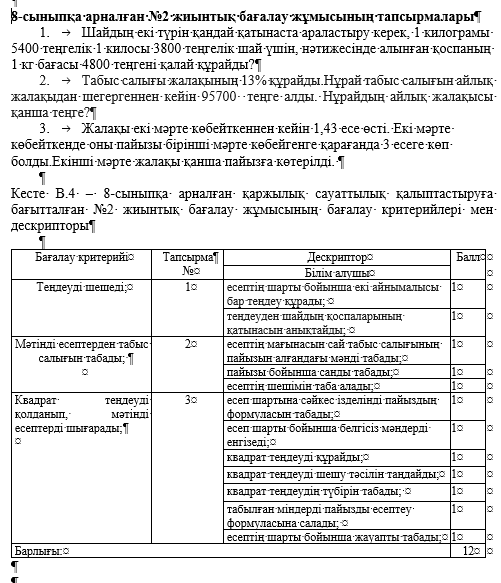 8-сыныпқа арналған №2 жиынтық бағалау жұмысының тапсырмалары
1. Шайдың екі түрін қандай қатынаста араластыру керек, 1 килограмы
5400 теңгелік 1 килосы 3800 теңгелік шай үшін, нәтижесінде алынған қоспаның
1 кг бағасы 4800 теңгені қалай құрайды?
2. Табыс салығы жалақының 13% құрайды. Нұрай табыс салығын айлық
жалақыдан шегергеннен кейін 95700 теңге алды. Нұрайдың айлық жалақысы
қанша теңге?
3. Жалақы екі мәрте көбейткеннен кейін 1,43 есе өсті. Екі мәрте
көбейткенде оны пайызы бірінші мәрте көбейгенге қарағанда 3 есеге көп
болды.Екінші мәрте жалақы қанша пайызға көтерілді.
Кесте В.4 – 8-сыныпқа арналған қаржылық сауаттылық қалыптастыруға
бағытталған №2 жиынтық бағалау жұмысының бағалау критерийлері мен
дескрипторы
Бағалау критерийі Тапсырма № Дескриптор Балл
Білім алушы
Теңдеуді шешеді; 1 есептің шарты бойынша екі айнымалысы 1
бар теңдеу құрады;
теңдеуден шайдың қоспаларының 1
қатынасын анықтайды;
Мәтінді есептерден табыс 2 есептің мағынасын сай табыс салығының 1
салығын табады; пайызын алғандағы мәнді табады;
пайызы бойынша санды табады; 1
есептің шешімін таба алады; 1
Квадрат теңдеуді 3 есеп шартына сәйкес ізделінді пайыздың 1
қолданып, мәтінді формуласын табады;
есептерді шығарады; есеп шарты бойынша белгісіз мәндерді 1
енгізеді;
квадрат теңдеуді құрайды; 1
квадрат теңдеуді шешу тәсілін таңдайды; 1
квадрат теңдеудің түбірін табады; 1
табылған міндерді пайызды есептеу 1
формуласына салады;
есептің шарты бойынша жауапты табады; 1
Барлығы: 12